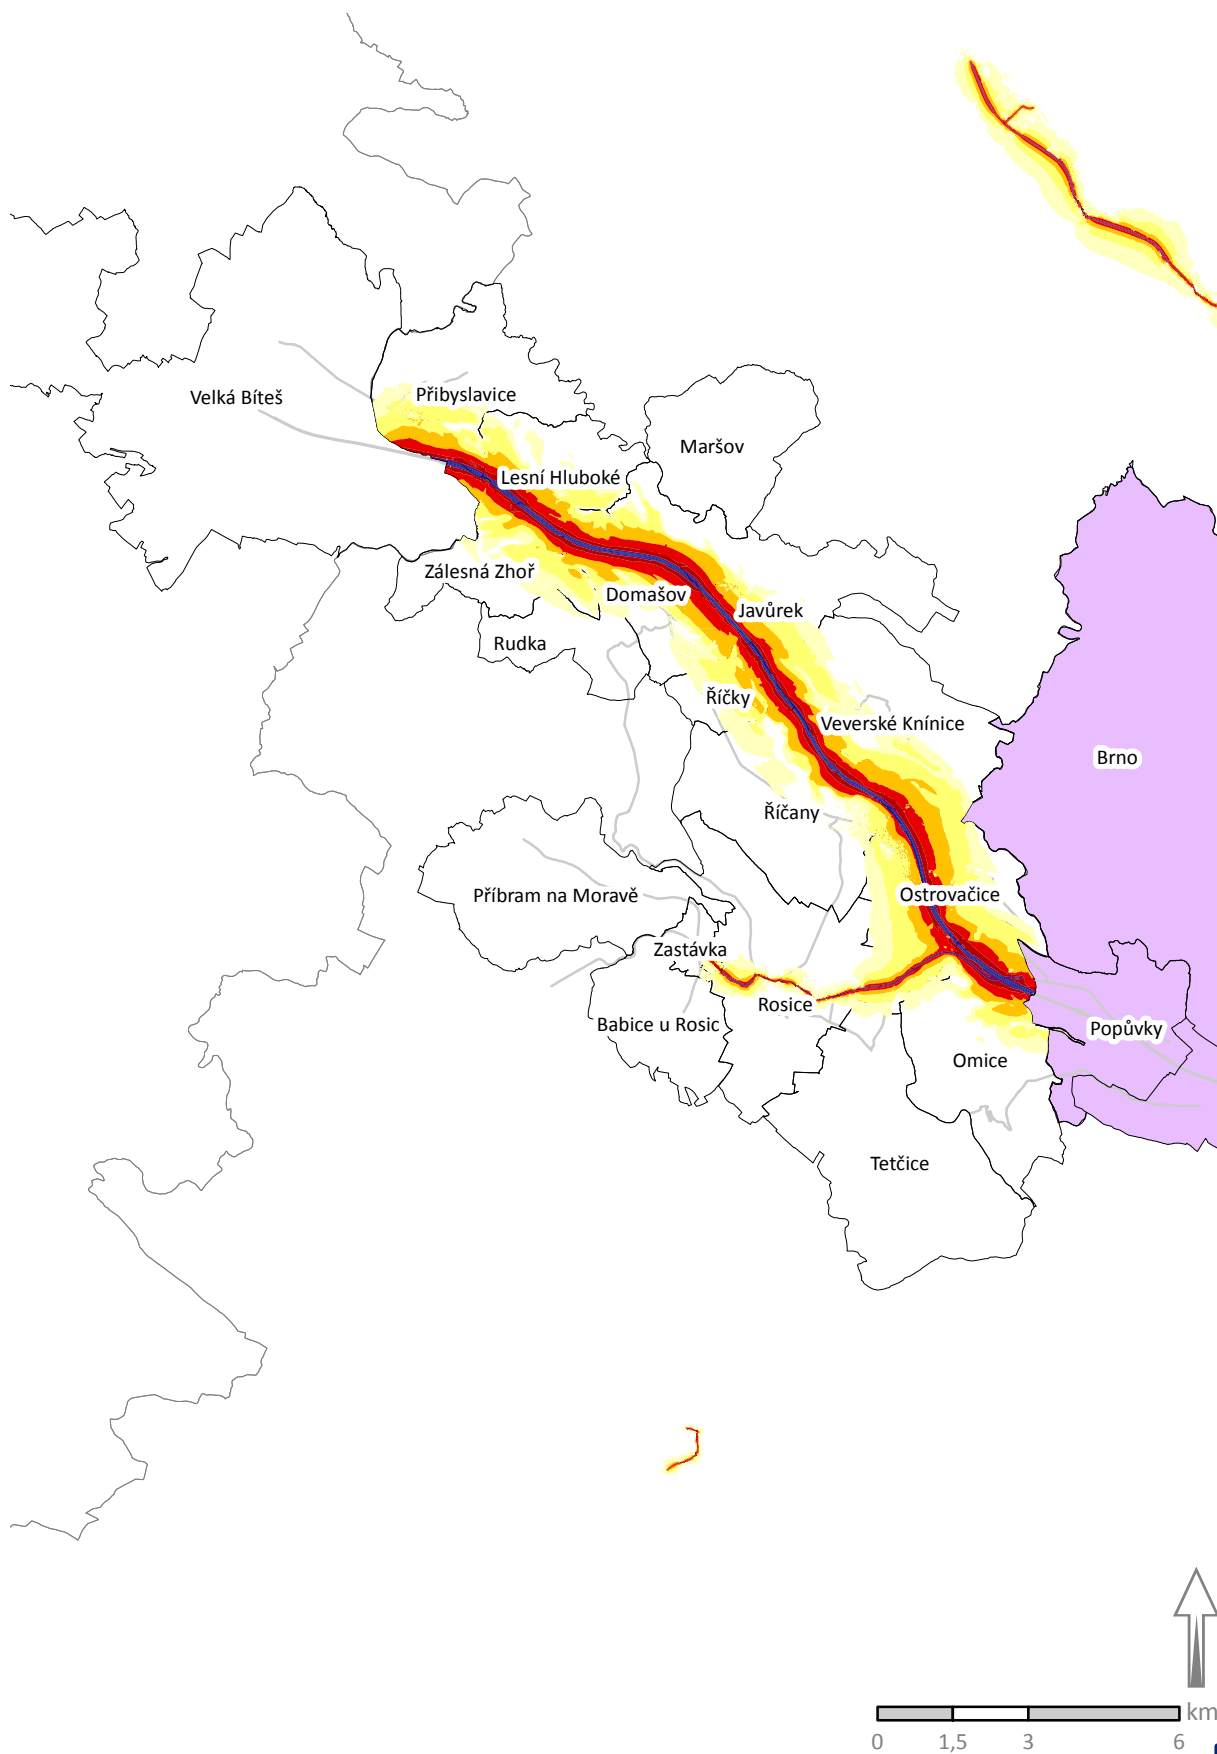 Velká Bíteš
Přibyslavice
Maršov
Lesní Hluboké
Zálesná Zhoř
Domašov
Javůrek
Rudka
Říčky
Veverské Knínice
Brno
Říčany
Příbram na Moravě
Ostrovačice
Zastávka
Rosice
Babice u Rosic
Popůvky
Omice
Tetčice
km
0 1,5 3 6